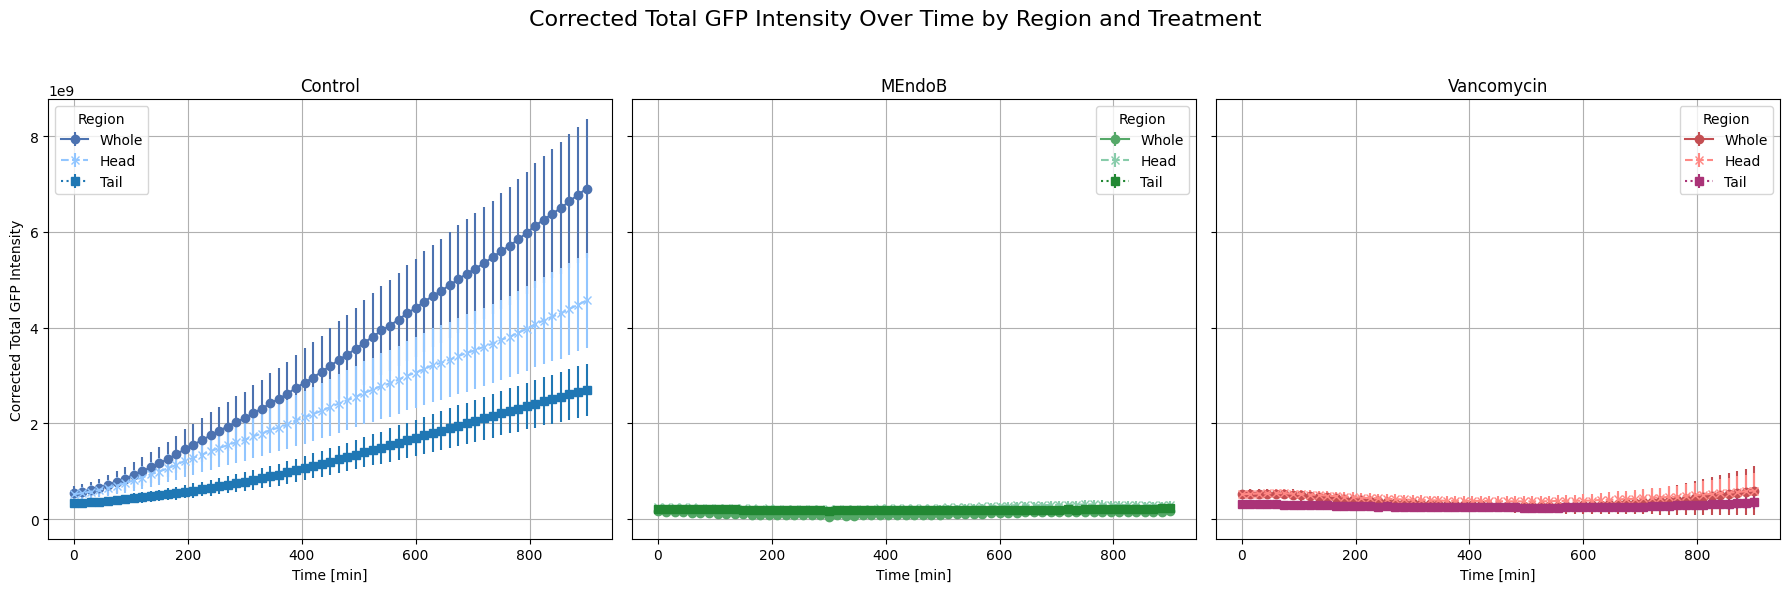 Corrected Total GFP Intensity Over Time by Region and Treatment
Control
1e9
Corrected Total GFP Intensity
8
6
4
2
0
Region
Whole
Head
Tail
0 200 400 600 800
Time [min]
MEndoB
Region
Whole
Head
Tail
0 200 400 600 800
Time [min]
Vancomycin
Region
Whole
Head
Tail
0 200 400 600 800
Time [min]